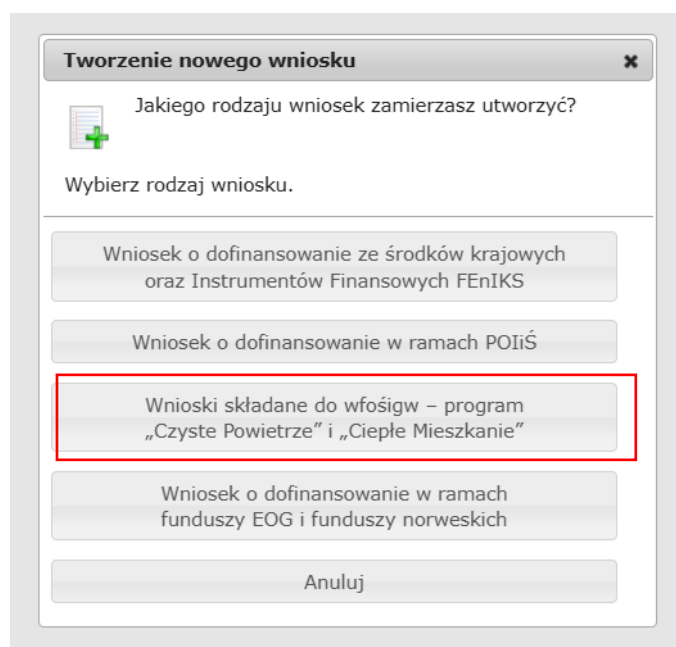 Tworzenie nowego wniosku
Jakiego rodzaju wniosek zamierzasz utworzyć?
Wybierz rodzaj wniosku.
Wniosek o dofinansowanie ze środków krajowych
oraz Instrumentów Finansowych FEnIKS
Wniosek o dofinansowanie w ramach POIiŚ
Wnioski składane do wfośigw – program
„Czyste Powietrze” i „Ciepłe Mieszkanie”
Wniosek o dofinansowanie w ramach
funduszy EOG i funduszy norweskich
Anuluj